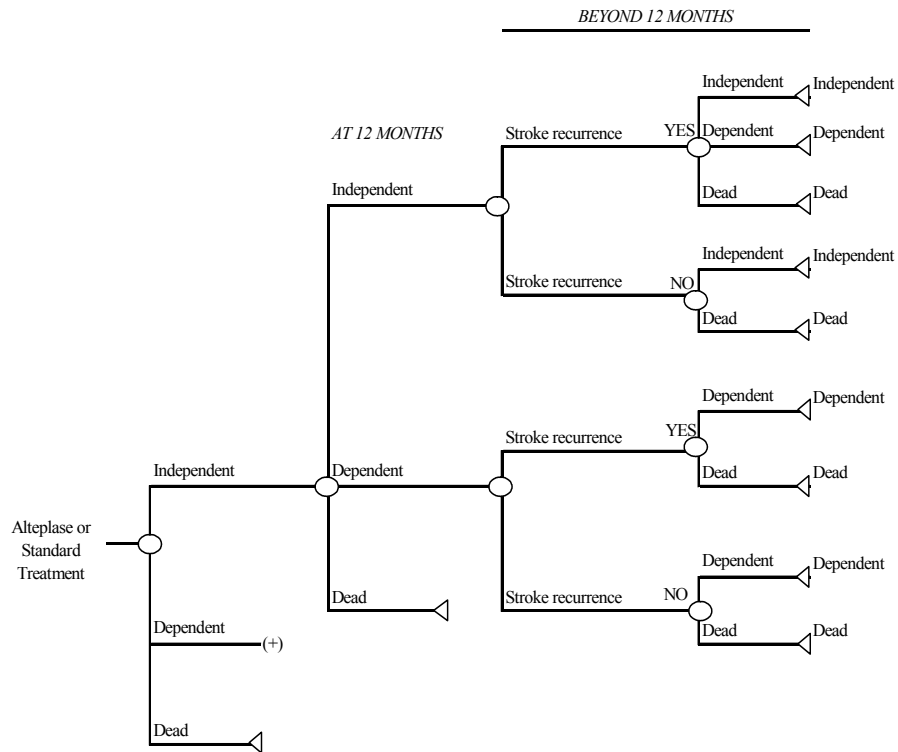 BEYOND 12 MONTHS
Independent Independent
AT 12 MONTHS
Stroke recurrence YES Dependent Dependent
Independent
Dead Dead
Independent Independent
Stroke recurrence NO
Dead Dead
Dependent Dependent
Stroke recurrence YES
Independent Dependent
Dead Dead
Alteplase or
Standard
Treatment
Dependent Dependent
Dead Stroke recurrence NO
Dependent (+)
Dead Dead
Dead